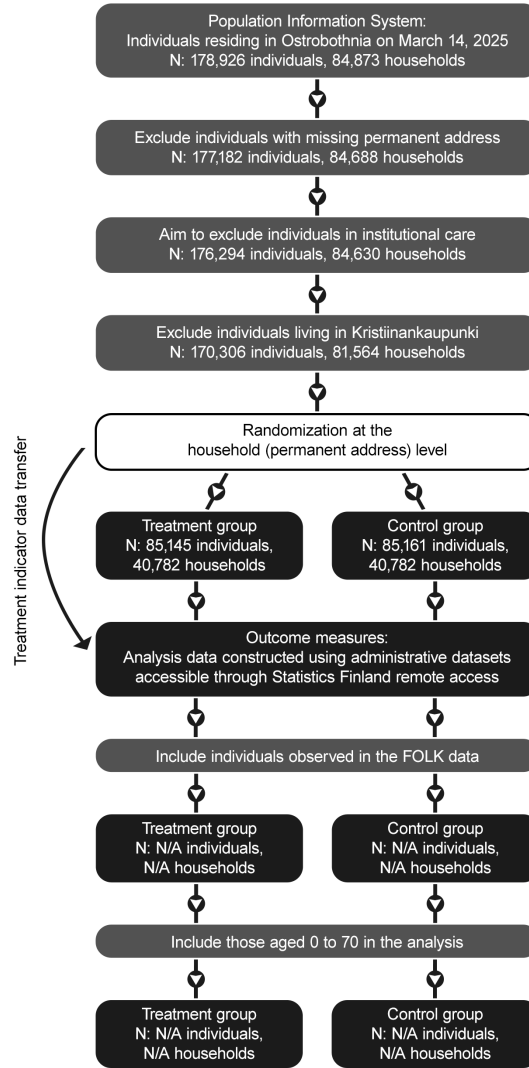 Population Information System:
Individuals residing in Ostrobothnia on March 14, 2025
N: 178,926 individuals, 84,873 households
Exclude individuals with missing permanent address
N: 177,182 individuals, 84,688 households
Aim to exclude individuals in institutional care
N: 176,294 individuals, 84,630 households
Exclude individuals living in Kristiinankaupunki
N: 170,306 individuals, 81,564 households
Randomization at the
household (permanent address) level
Treatment indicator data transfer
Treatment group
N: 85,145 individuals,
40,782 households
Control group
N: 85,161 individuals,
40,782 households
Outcome measures:
Analysis data constructed using administrative datasets
accessible through Statistics Finland remote access
Include individuals observed in the FOLK data
Treatment group
N: N/A individuals,
N/A households
Control group
N: N/A individuals,
N/A households
Include those aged 0 to 70 in the analysis
Treatment group
N: N/A individuals,
N/A households
Control group
N: N/A individuals,
N/A households